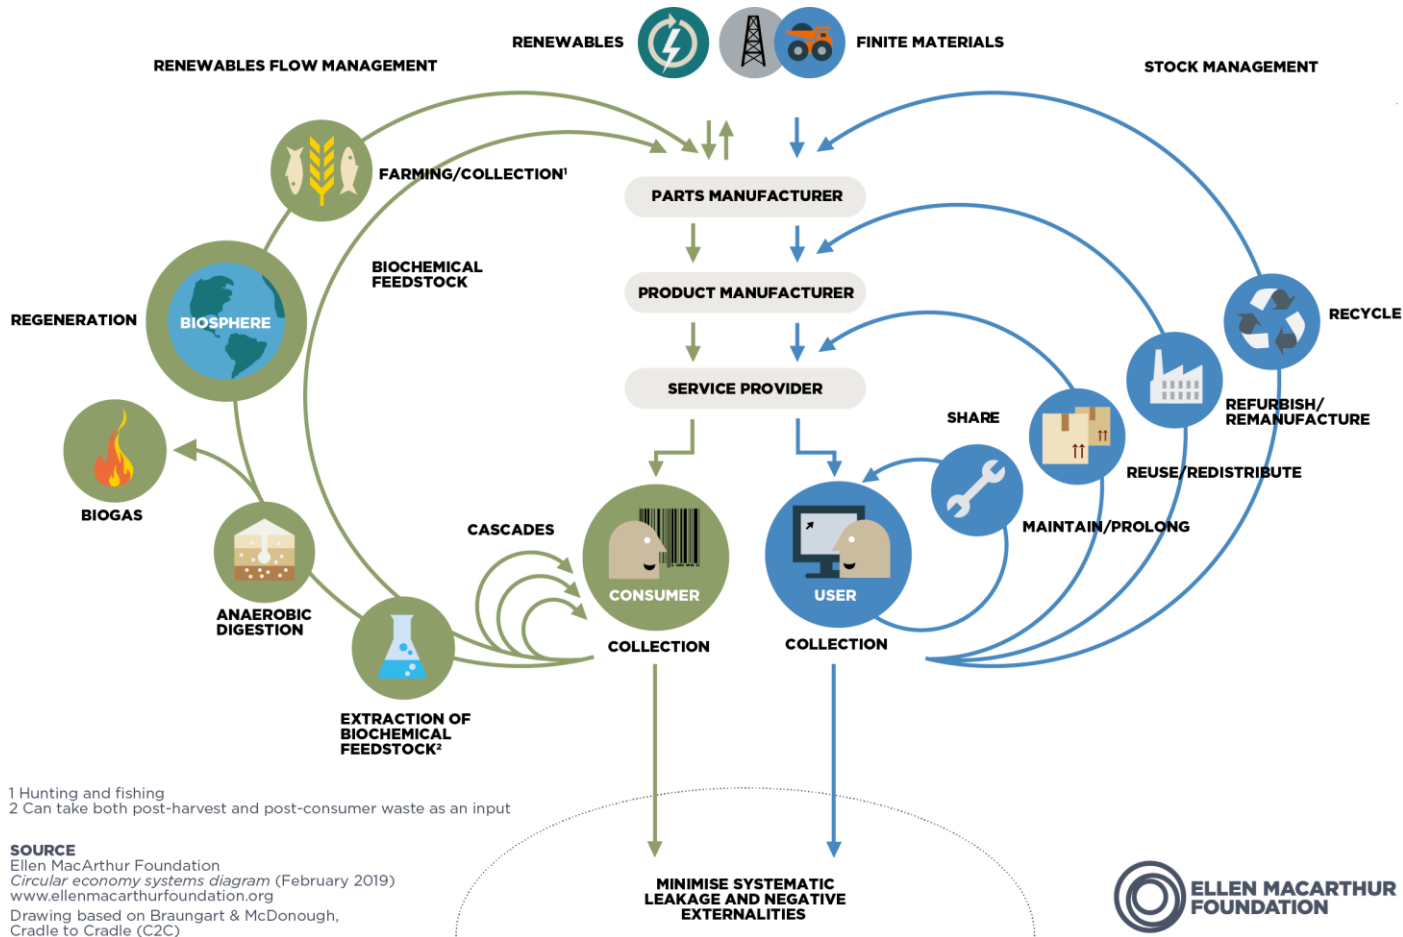 RENEWABLES
FINITE MATERIALS
RENEWABLES FLOW MANAGEMENT
STOCK MANAGEMENT
FARMING/COLLECTION¹
PARTS MANUFACTURER
BIOCHEMICAL
FEEDSTOCK
PRODUCT MANUFACTURER
REGENERATION
BIOSPHERE
RECYCLE
SERVICE PROVIDER
SHARE
REFURBISH/
REMANUFACTURE
REUSE/REDISTRIBUTE
BIOGAS
CASCADES
MAINTAIN/PROLONG
CONSUMER
USER
ANAEROBIC
DIGESTION
COLLECTION
COLLECTION
EXTRACTION OF
BIOCHEMICAL
FEEDSTOCK²
1 Hunting and fishing
2 Can take both post-harvest and post-consumer waste as an input
SOURCE
Ellen MacArthur Foundation
Circular economy systems diagram (February 2019)
www.ellenmacarthurfoundation.org
Drawing based on Braungart & McDonough,
Cradle to Cradle (C2C)
MINIMISE SYSTEMATIC
LEAKAGE AND NEGATIVE
EXTERNALITIES
ELLEN MACARTHUR
FOUNDATION